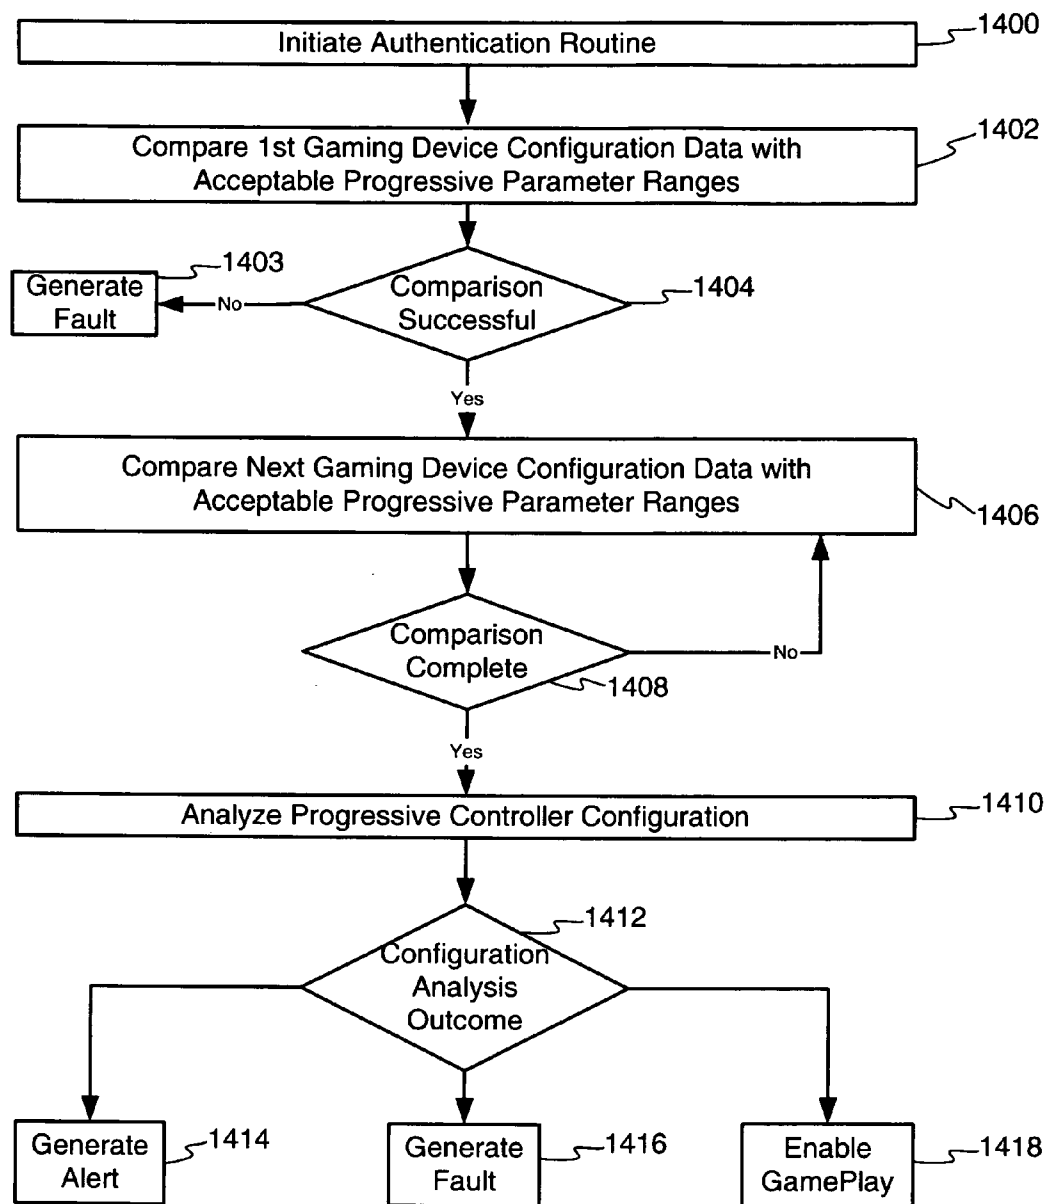 Initiate Authentication Routine
1400
Compare 1st Gaming Device Configuration Data with
Acceptable Progressive Parameter Ranges
1402
Generate
Fault
1403
No
Comparison
Successful
1404
Yes
Compare Next Gaming Device Configuration Data with
Acceptable Progressive Parameter Ranges
1406
Comparison
Complete
No
1408
Yes
Analyze Progressive Controller Configuration
1410
Configuration
Analysis
Outcome
1412
Generate
Alert
1414
Generate
Fault
1416
Enable
GamePlay
1418